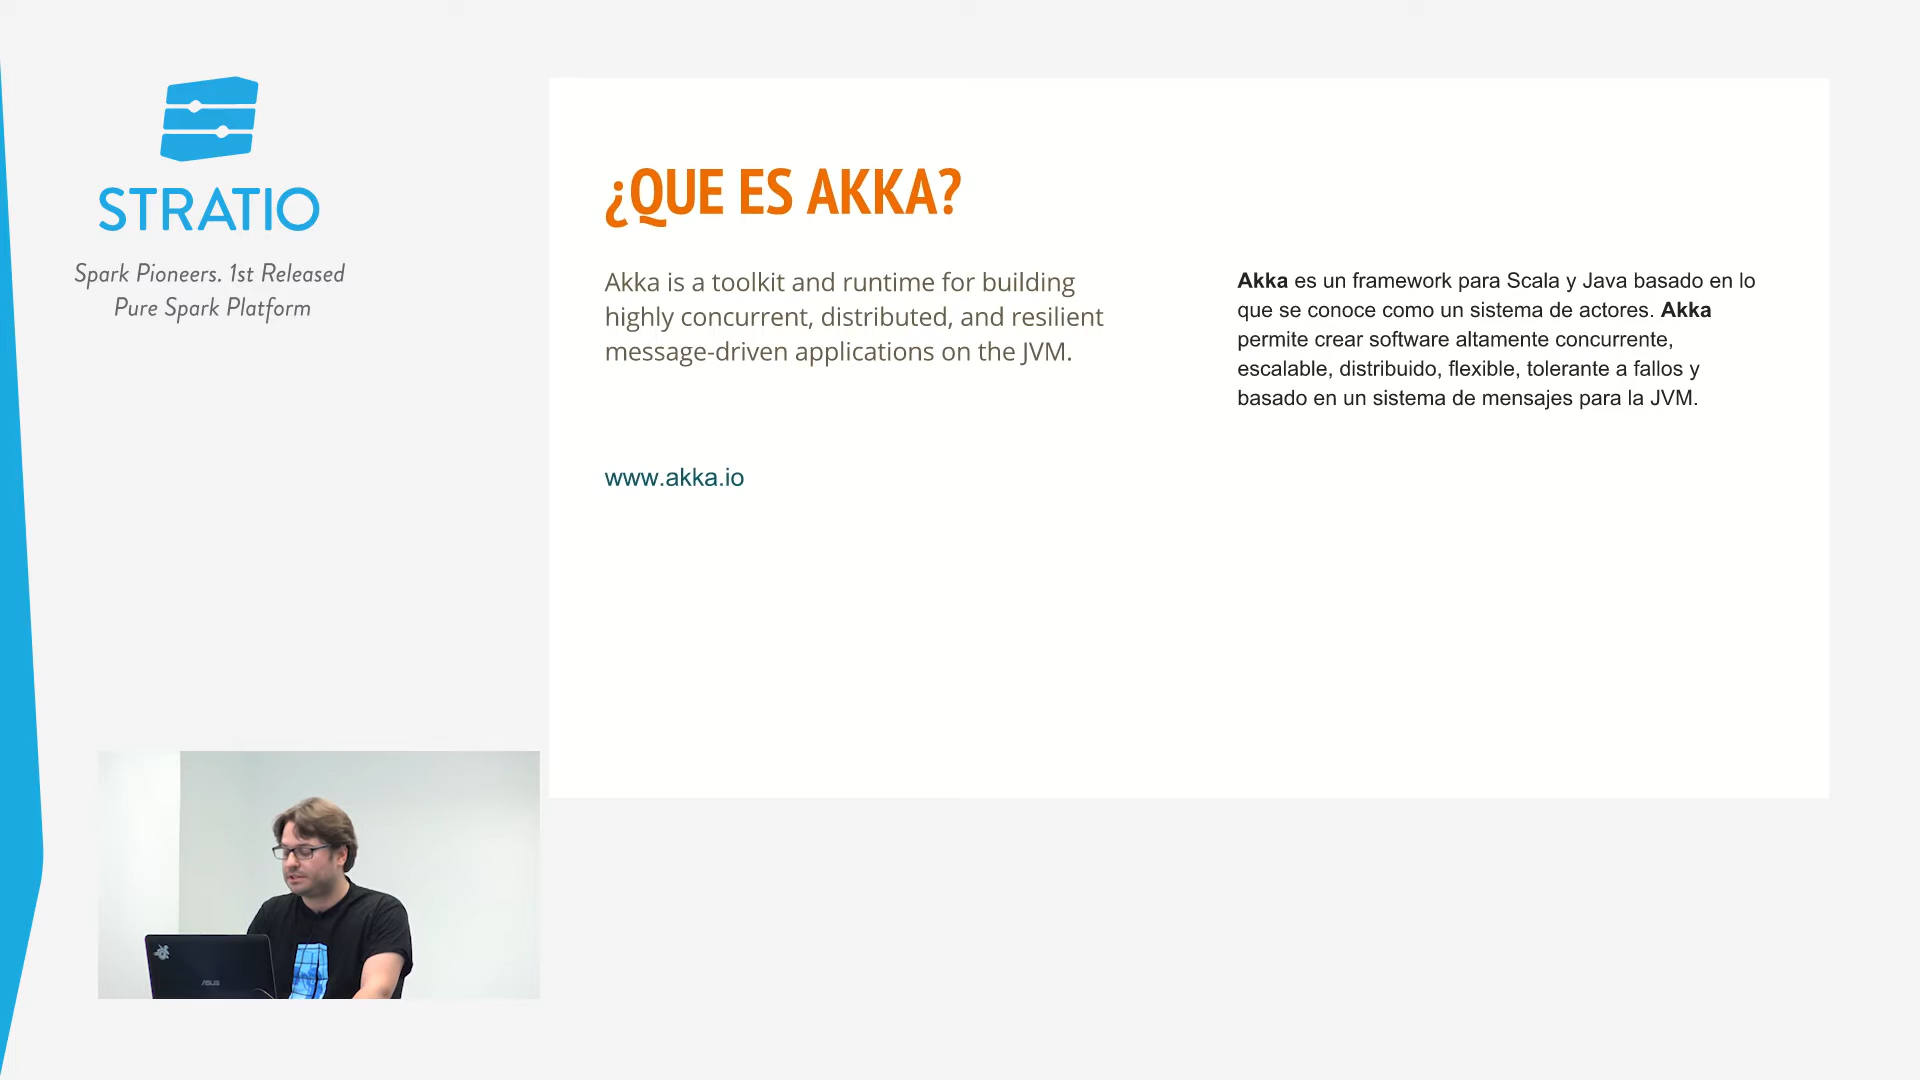 STRATIO
Spark Pioneers. 1st Released
Pure Spark Platform
¿QUE ES AKKA?
Akka is a toolkit and runtime for building
highly concurrent, distributed, and resilient
message-driven applications on the JVM.
www.akka.io
Akka es un framework para Scala y Java basado en lo
que se conoce como un sistema de actores. Akka
permite crear software altamente concurrente,
escalable, distribuido, flexible, tolerante a fallos y
basado en un sistema de mensajes para la JVM.
ASUS